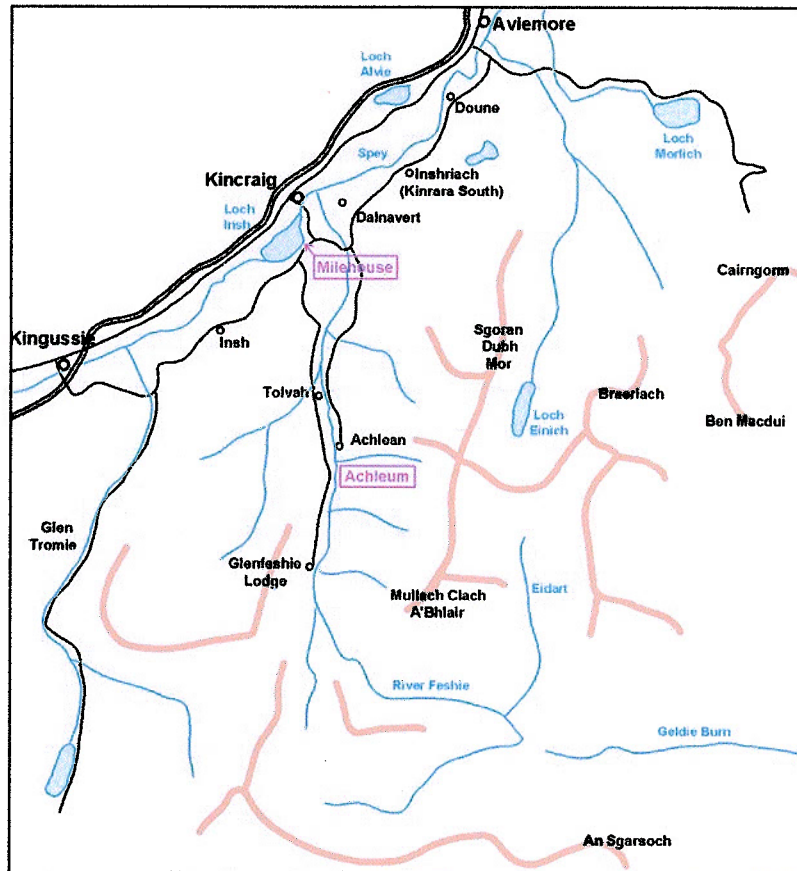 Aviemore
Loch
Alvie
Doune
Loch
Morlich
Spey
Inshriach
(Kinrara South)
Kincraig
Dalnavert
Loch
Insh
Milehouse
Cairngorm
Kingussie
Insh
Sgoran
Dubh
Mor
Tolvah
Braeriach
Loch
Einich
Ben Macdui
Achlean
Achleum
Glen
Tromie
Glenfeshie
Lodge
Mullach Clach
A'Bhlair
Eidart
River Feshie
Geldie Burn
An Sgarsoch